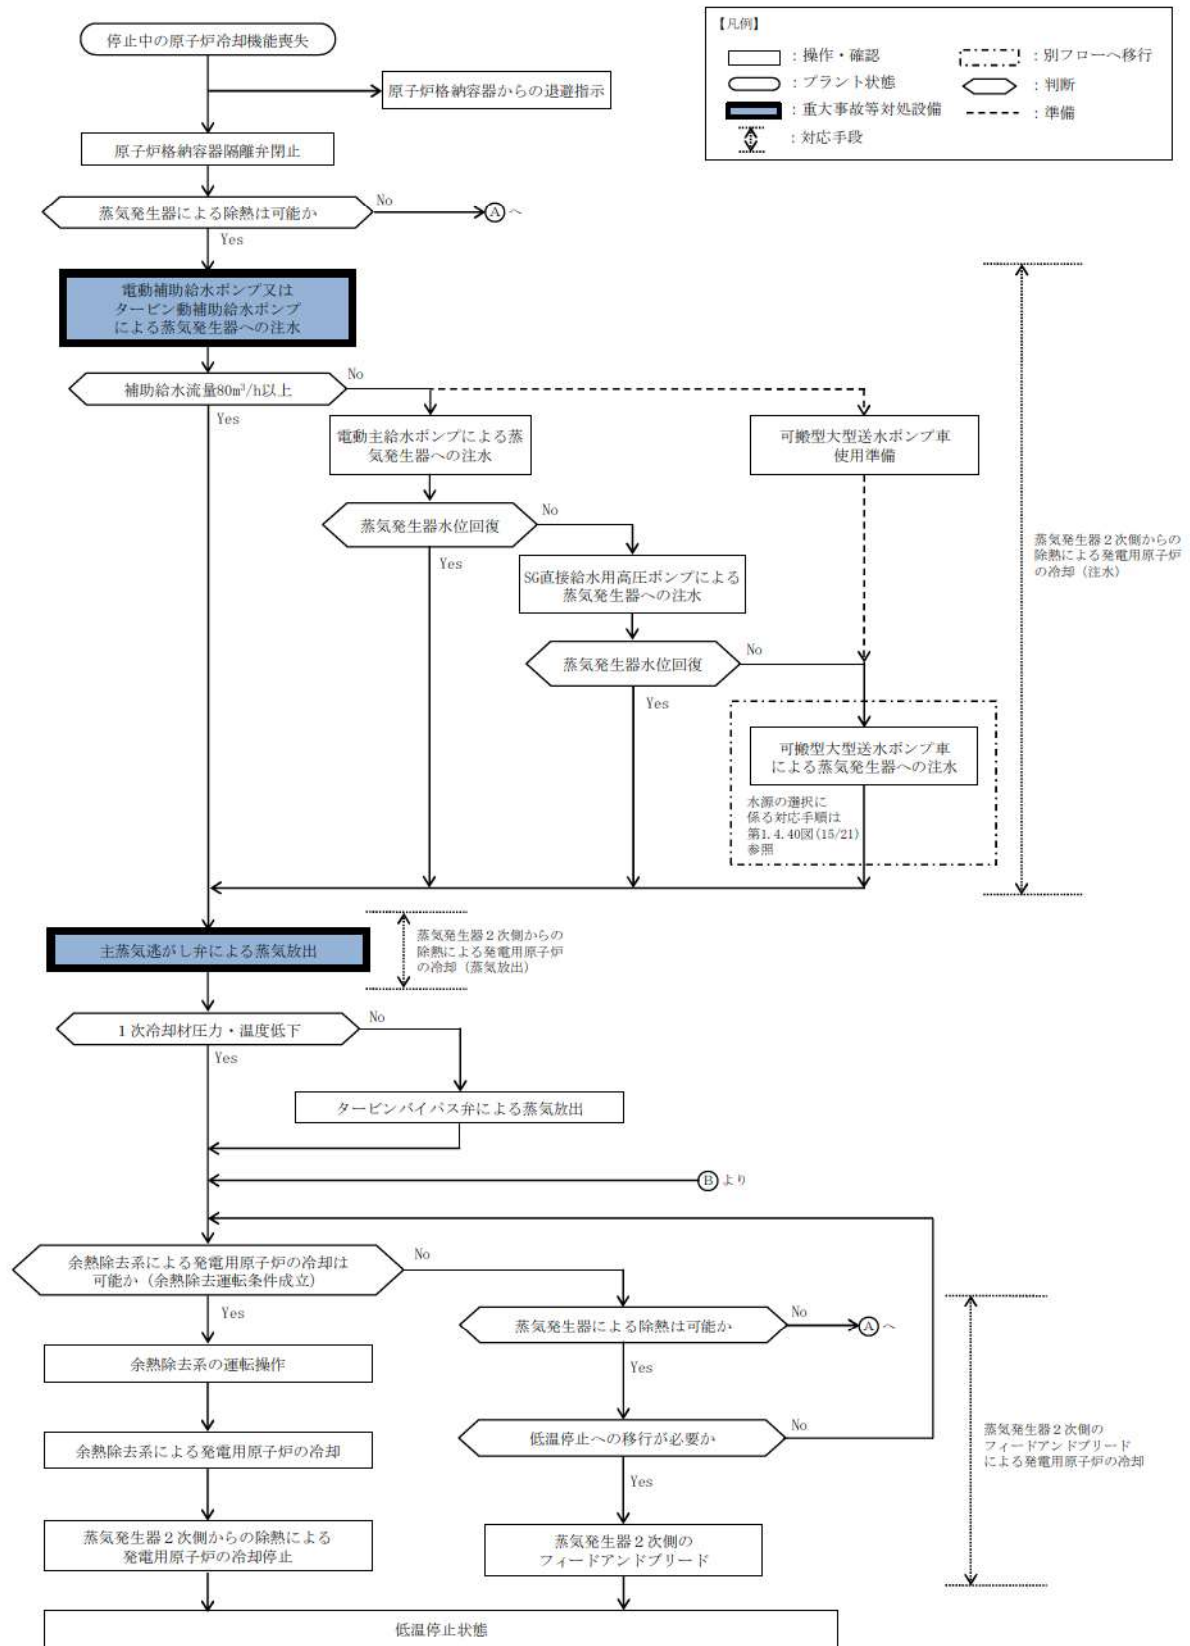 【凡例】
：操作・確認
：別フローへ移行
：プラント状態
：判断
：重大事故等対処設備
：準備
：対応手段
停止中の原子炉冷却機能喪失
原子炉格納容器からの退避指示
原子炉格納容器隔離弁閉止
蒸気発生器による除熱は可能か
No
Ⓐへ
Yes
電動補助給水ポンプ又は
タービン動補助給水ポンプ
による蒸気発生器への注水
補助給水流量80m³/h以上
No
Yes
電動主給水ポンプによる蒸
気発生器への注水
可搬型大型送水ポンプ車
使用準備
蒸気発生器水位回復
No
Yes
SG直接給水用高圧ポンプによる
蒸気発生器への注水
蒸気発生器２次側からの
除熱による発電用原子炉
の冷却（注水）
蒸気発生器水位回復
No
Yes
可搬型大型送水ポンプ車
による蒸気発生器への注水
水源の選択に
係る対応手順は
第1.4.40図(15/21)
参照
主蒸気逃がし弁による蒸気放出
蒸気発生器２次側からの
除熱による発電用原子炉
の冷却（蒸気放出）
１次冷却材圧力・温度低下
No
Yes
タービンバイパス弁による蒸気放出
Ⓑより
余熱除去系による発電用原子炉の冷却は
可能か（余熱除去運転条件成立）
No
Yes
蒸気発生器による除熱は可能か
No
Ⓐへ
Yes
余熱除去系の運転操作
低温停止への移行が必要か
No
Yes
余熱除去系による発電用原子炉の冷却
蒸気発生器２次側の
フィードアンドブリード
による発電用原子炉の冷却
蒸気発生器２次側からの除熱による
発電用原子炉の冷却停止
蒸気発生器２次側の
フィードアンドブリード
低温停止状態